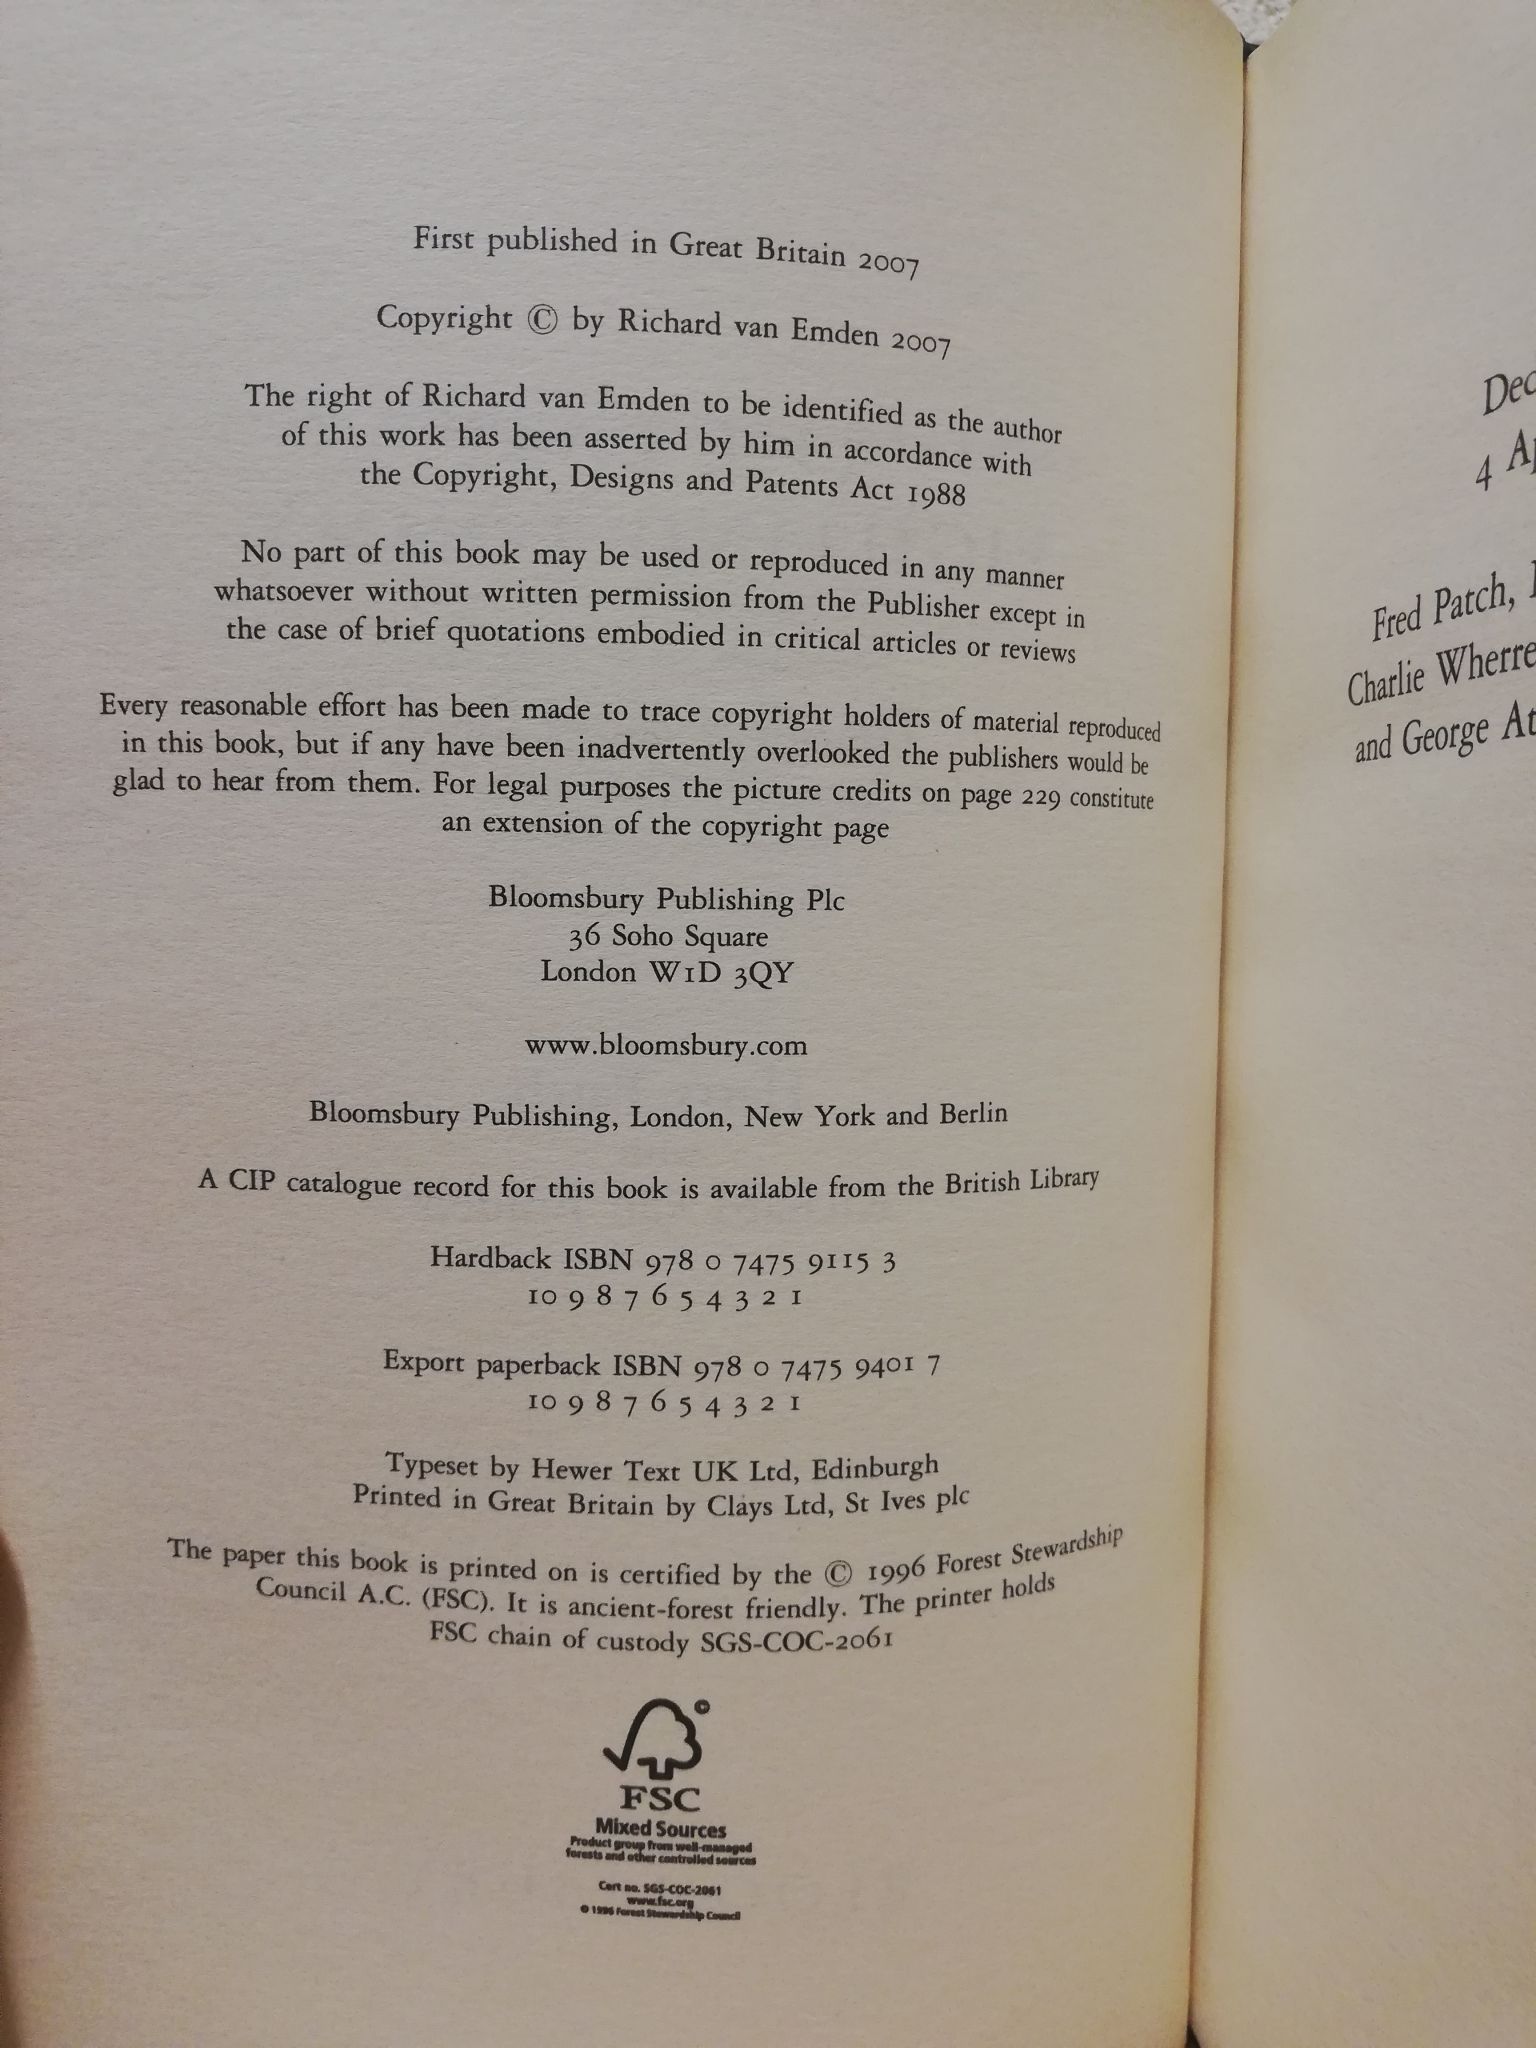 First published in Great Britain 2007
Copyright © by Richard van Emden 2007
The right of Richard van Emden to be identified as the author
of this work has been asserted by him in accordance with
the Copyright, Designs and Patents Act 1988
No part of this book may be used or reproduced in any manner
whatsoever without written permission from the Publisher except in
the case of brief quotations embodied in critical articles or reviews
Every reasonable effort has been made to trace copyright holders of material reproduced
in this book, but if any have been inadvertently overlooked the publishers would be
glad to hear from them. For legal purposes the picture credits on page 229 constitute
an extension of the copyright page
Bloomsbury Publishing Plc
36 Soho Square
London W1D 3QY
www.bloomsbury.com
Bloomsbury Publishing, London, New York and Berlin
A CIP catalogue record for this book is available from the British Library
Hardback ISBN 978 0 7475 9115 3
10 9 8 7 6 5 4 3 2 1
Export paperback ISBN 978 0 7475 9401 7
10 9 8 7 6 5 4 3 2 1
Typeset by Hewer Text UK Ltd, Edinburgh
Printed in Great Britain by Clays Ltd, St Ives plc
The paper this book is printed on is certified by the © 1996 Forest Stewardship
Council A.C. (FSC). It is ancient-forest friendly. The printer holds
FSC chain of custody SGS-COC-2061
FSC
Mixed Sources
Product group from well-managed
forests and other controlled sources
Cert no. SGS-COC-2061
www.fsc.org
© 1996 Forest Stewardship Council
4
Fred Patch,
Charlie
and George